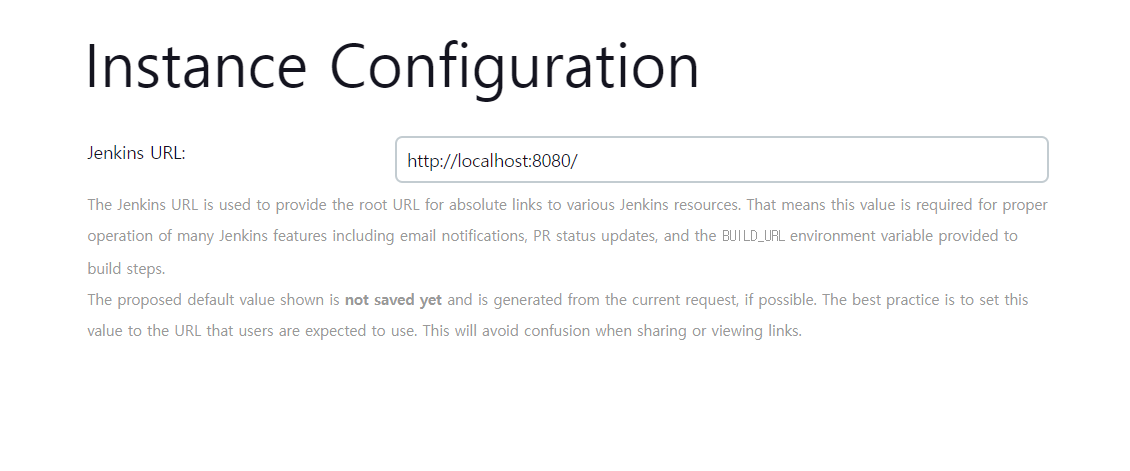 Instance Configuration
Jenkins URL:
http://localhost:8080/
The Jenkins URL is used to provide the root URL for absolute links to various Jenkins resources. That means this value is required for proper
operation of many Jenkins features including email notifications, PR status updates, and the BUILD_URL environment variable provided to
build steps.
The proposed default value shown is not saved yet and is generated from the current request, if possible. The best practice is to set this
value to the URL that users are expected to use. This will avoid confusion when sharing or viewing links.